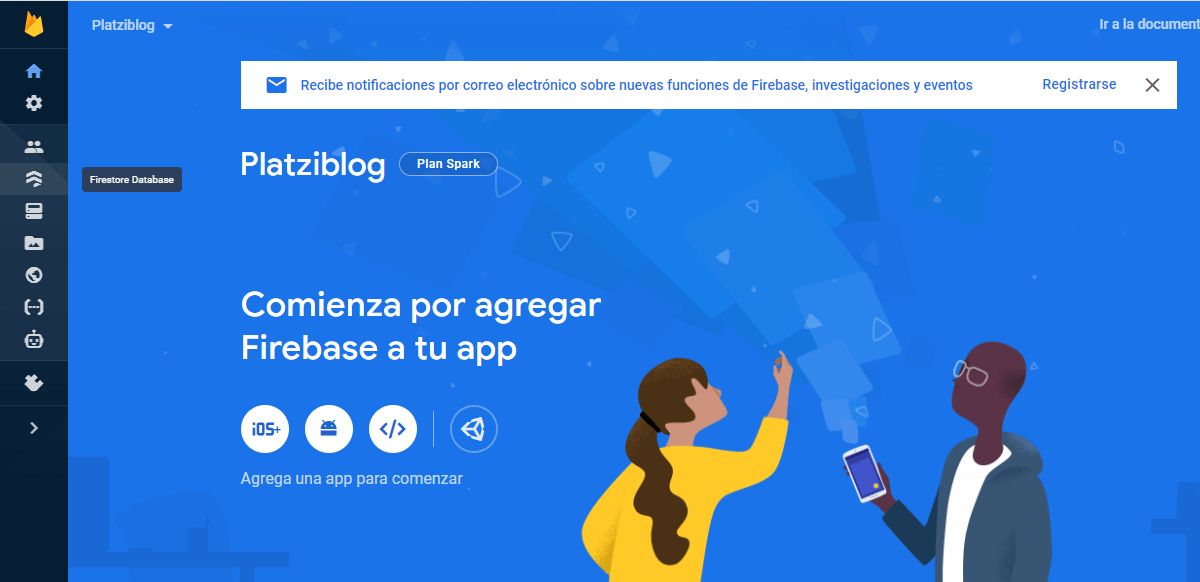 Platziblog
Ir a la document
Recibe notificaciones por correo electrónico sobre nuevas funciones de Firebase, investigaciones y eventos
Registrarse
Platziblog
Plan Spark
Firestore Database
Comienza por agregar
Firebase a tu app
iOS+
Agrega una app para comenzar